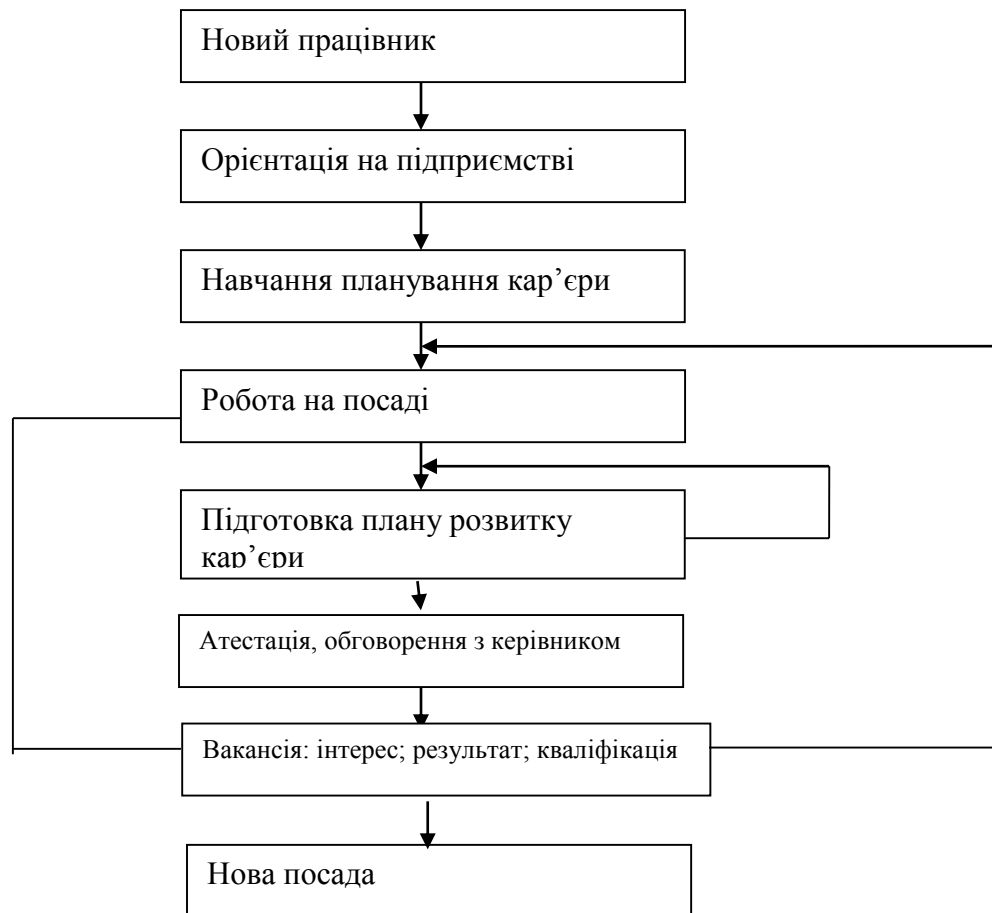 Новий працівник
Орієнтація на підприємстві
Навчання планування кар’єри
Робота на посаді
Підготовка плану розвитку
кар’єри
Атестація, обговорення з керівником
Вакансія: інтерес; результат; кваліфікація
Нова посада